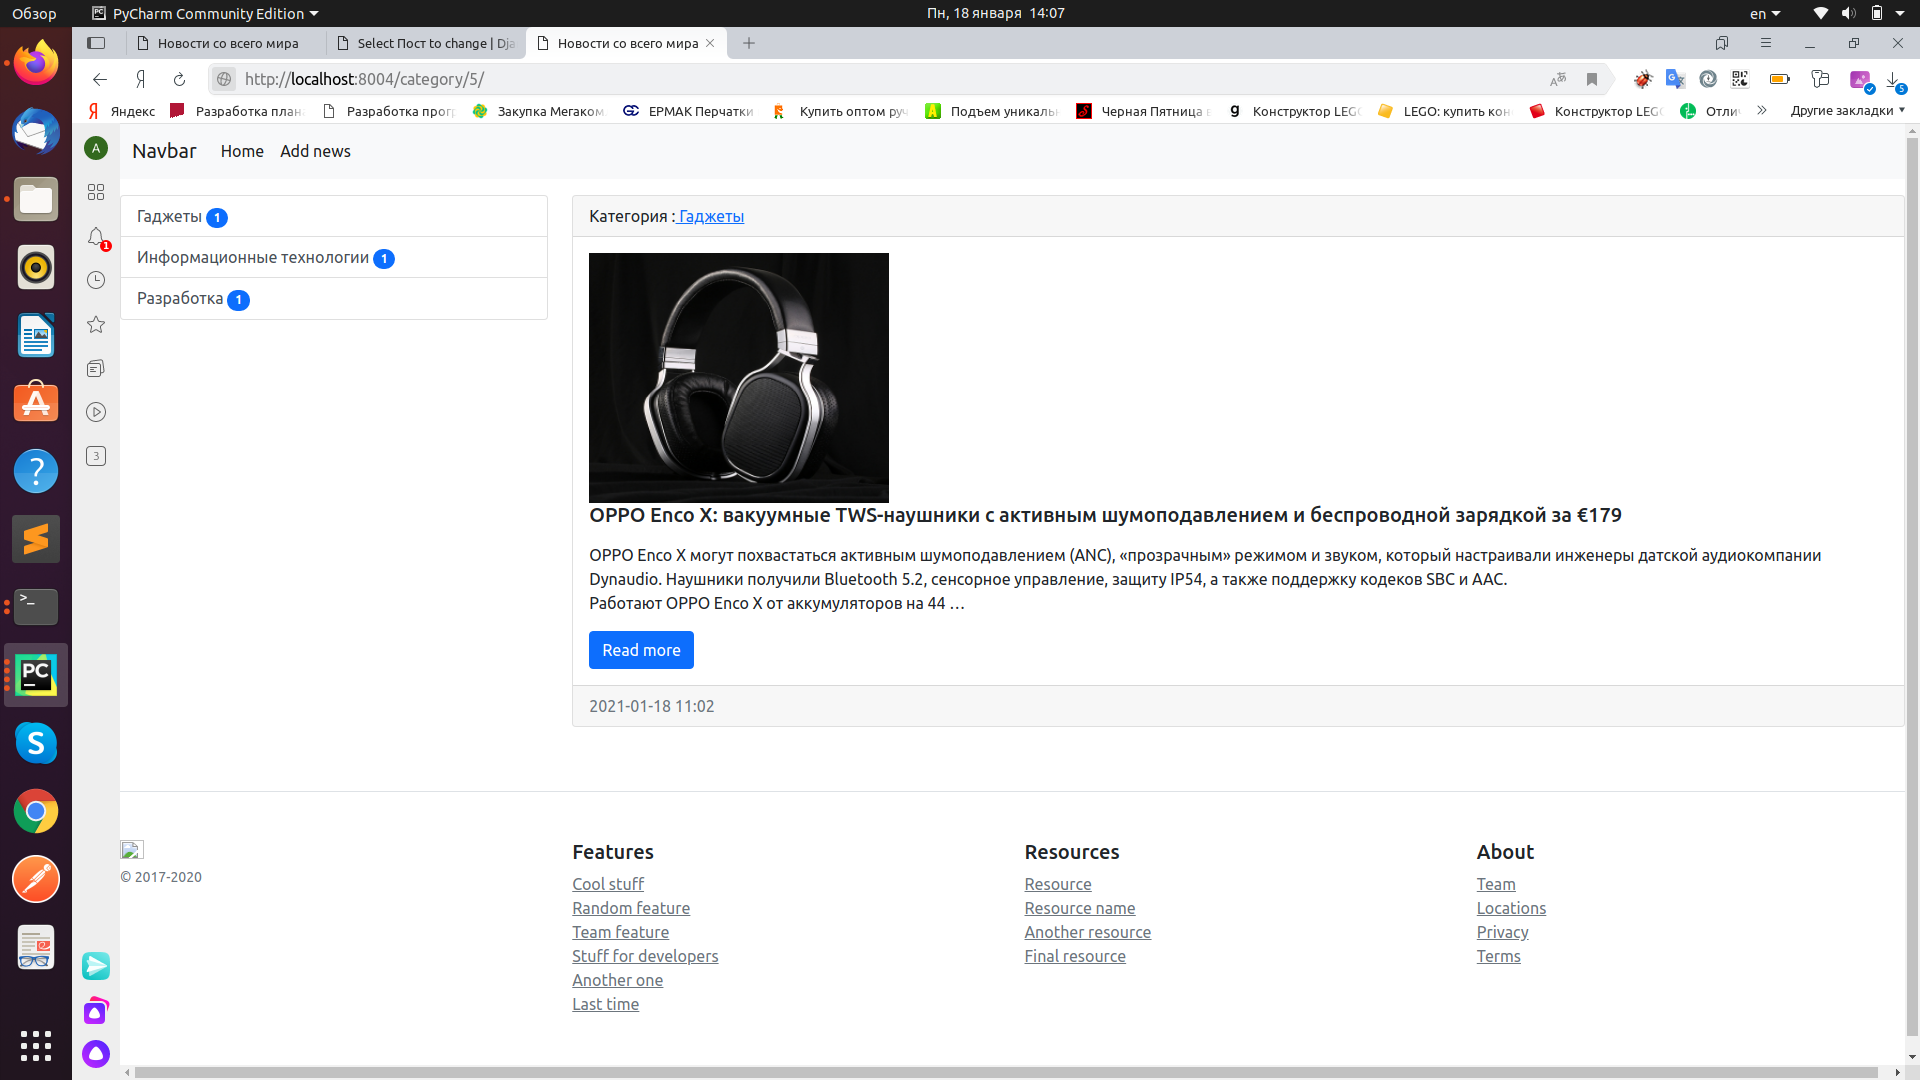 Обзор
PyCharm Community Edition
Пн, 18 января 14:07
en
Новости со всего мира
Select Пост to change | Dja
Новости со всего мира
http://localhost:8004/category/5/
5
Яндекс
Разработка план
Разработка прог
Закупка Мегаком
ЕРМАК Перчатки
Купить оптом руч
Подъем уникаль
Черная Пятница в
Конструктор LEG
LEGO: купить кон
Конструктор LEG
Отли
Другие закладки
A
Navbar
Home
Add news
1
3
Гаджеты 1
Информационные технологии 1
Разработка 1
Категория : Гаджеты
OPPO Enco X: вакуумные TWS-наушники с активным шумоподавлением и беспроводной зарядкой за €179
OPPO Enco X могут похвастаться активным шумоподавлением (ANC), «прозрачным» режимом и звуком, который настраивали инженеры датской аудиокомпании
Dynaudio. Наушники получили Bluetooth 5.2, сенсорное управление, защиту IP54, а также поддержку кодеков SBC и AAC.
Работают OPPO Enco X от аккумуляторов на 44 …
Read more
2021-01-18 11:02
© 2017-2020
Features
Cool stuff
Random feature
Team feature
Stuff for developers
Another one
Last time
Resources
Resource
Resource name
Another resource
Final resource
About
Team
Locations
Privacy
Terms
PC